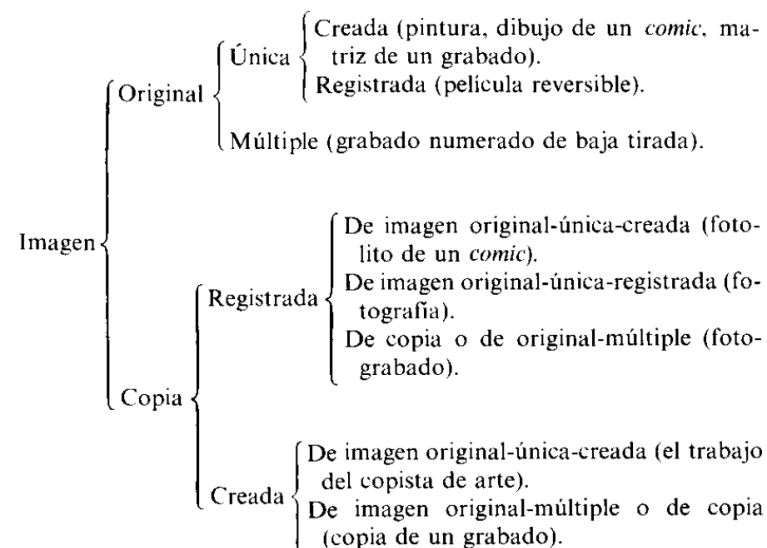 Creada (pintura, dibujo de un comic, ma-
triz de un grabado).
Única
Registrada (película reversible).
Original
Múltiple (grabado numerado de baja tirada).
Imagen
De imagen original-única-creada (foto-
lito de un comic).
De imagen original-única-registrada (fo-
tografía).
Registrada
De copia o de original-múltiple (foto-
grabado).
Copia
De imagen original-única-creada (el trabajo
del copista de arte).
Creada
De imagen original-múltiple o de copia
(copia de un grabado).